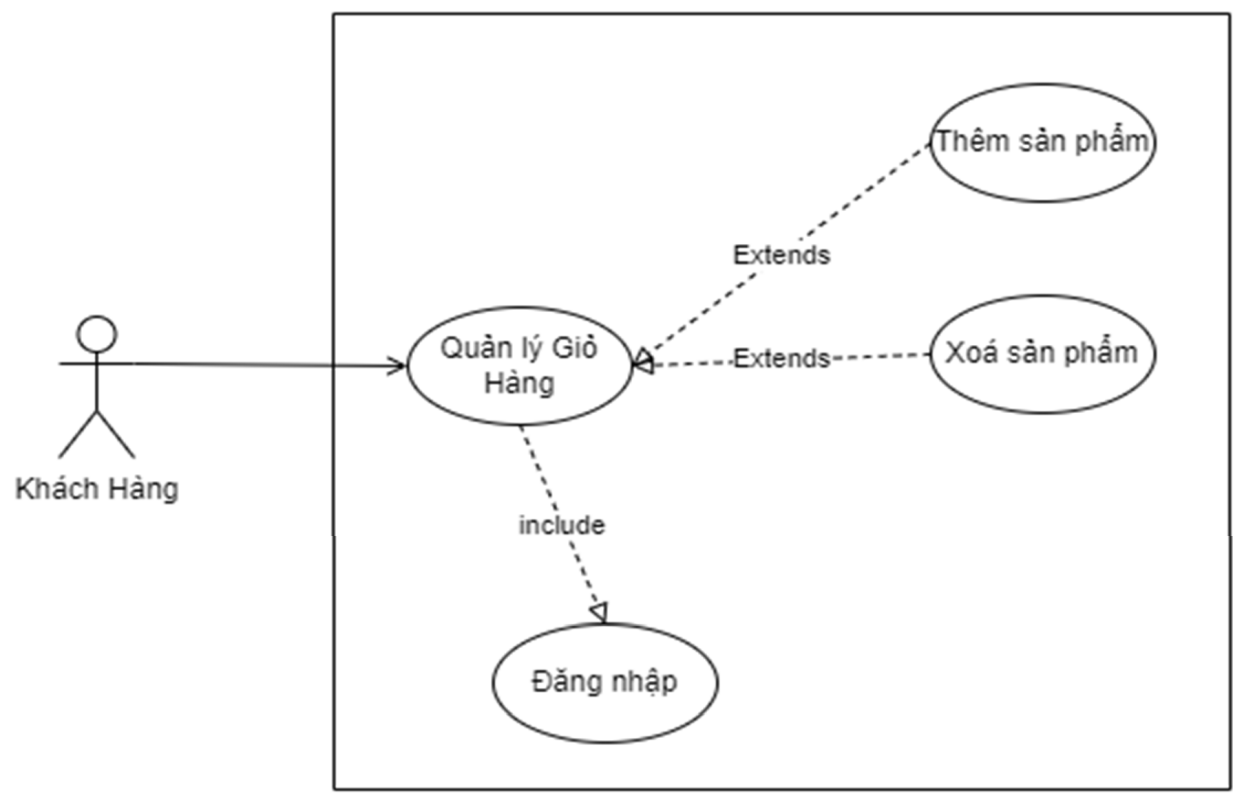 Thêm sản phẩm
Extends
Quản lý Giỏ
Hàng
Extends
Xoá sản phẩm
Khách Hàng
include
Đăng nhập